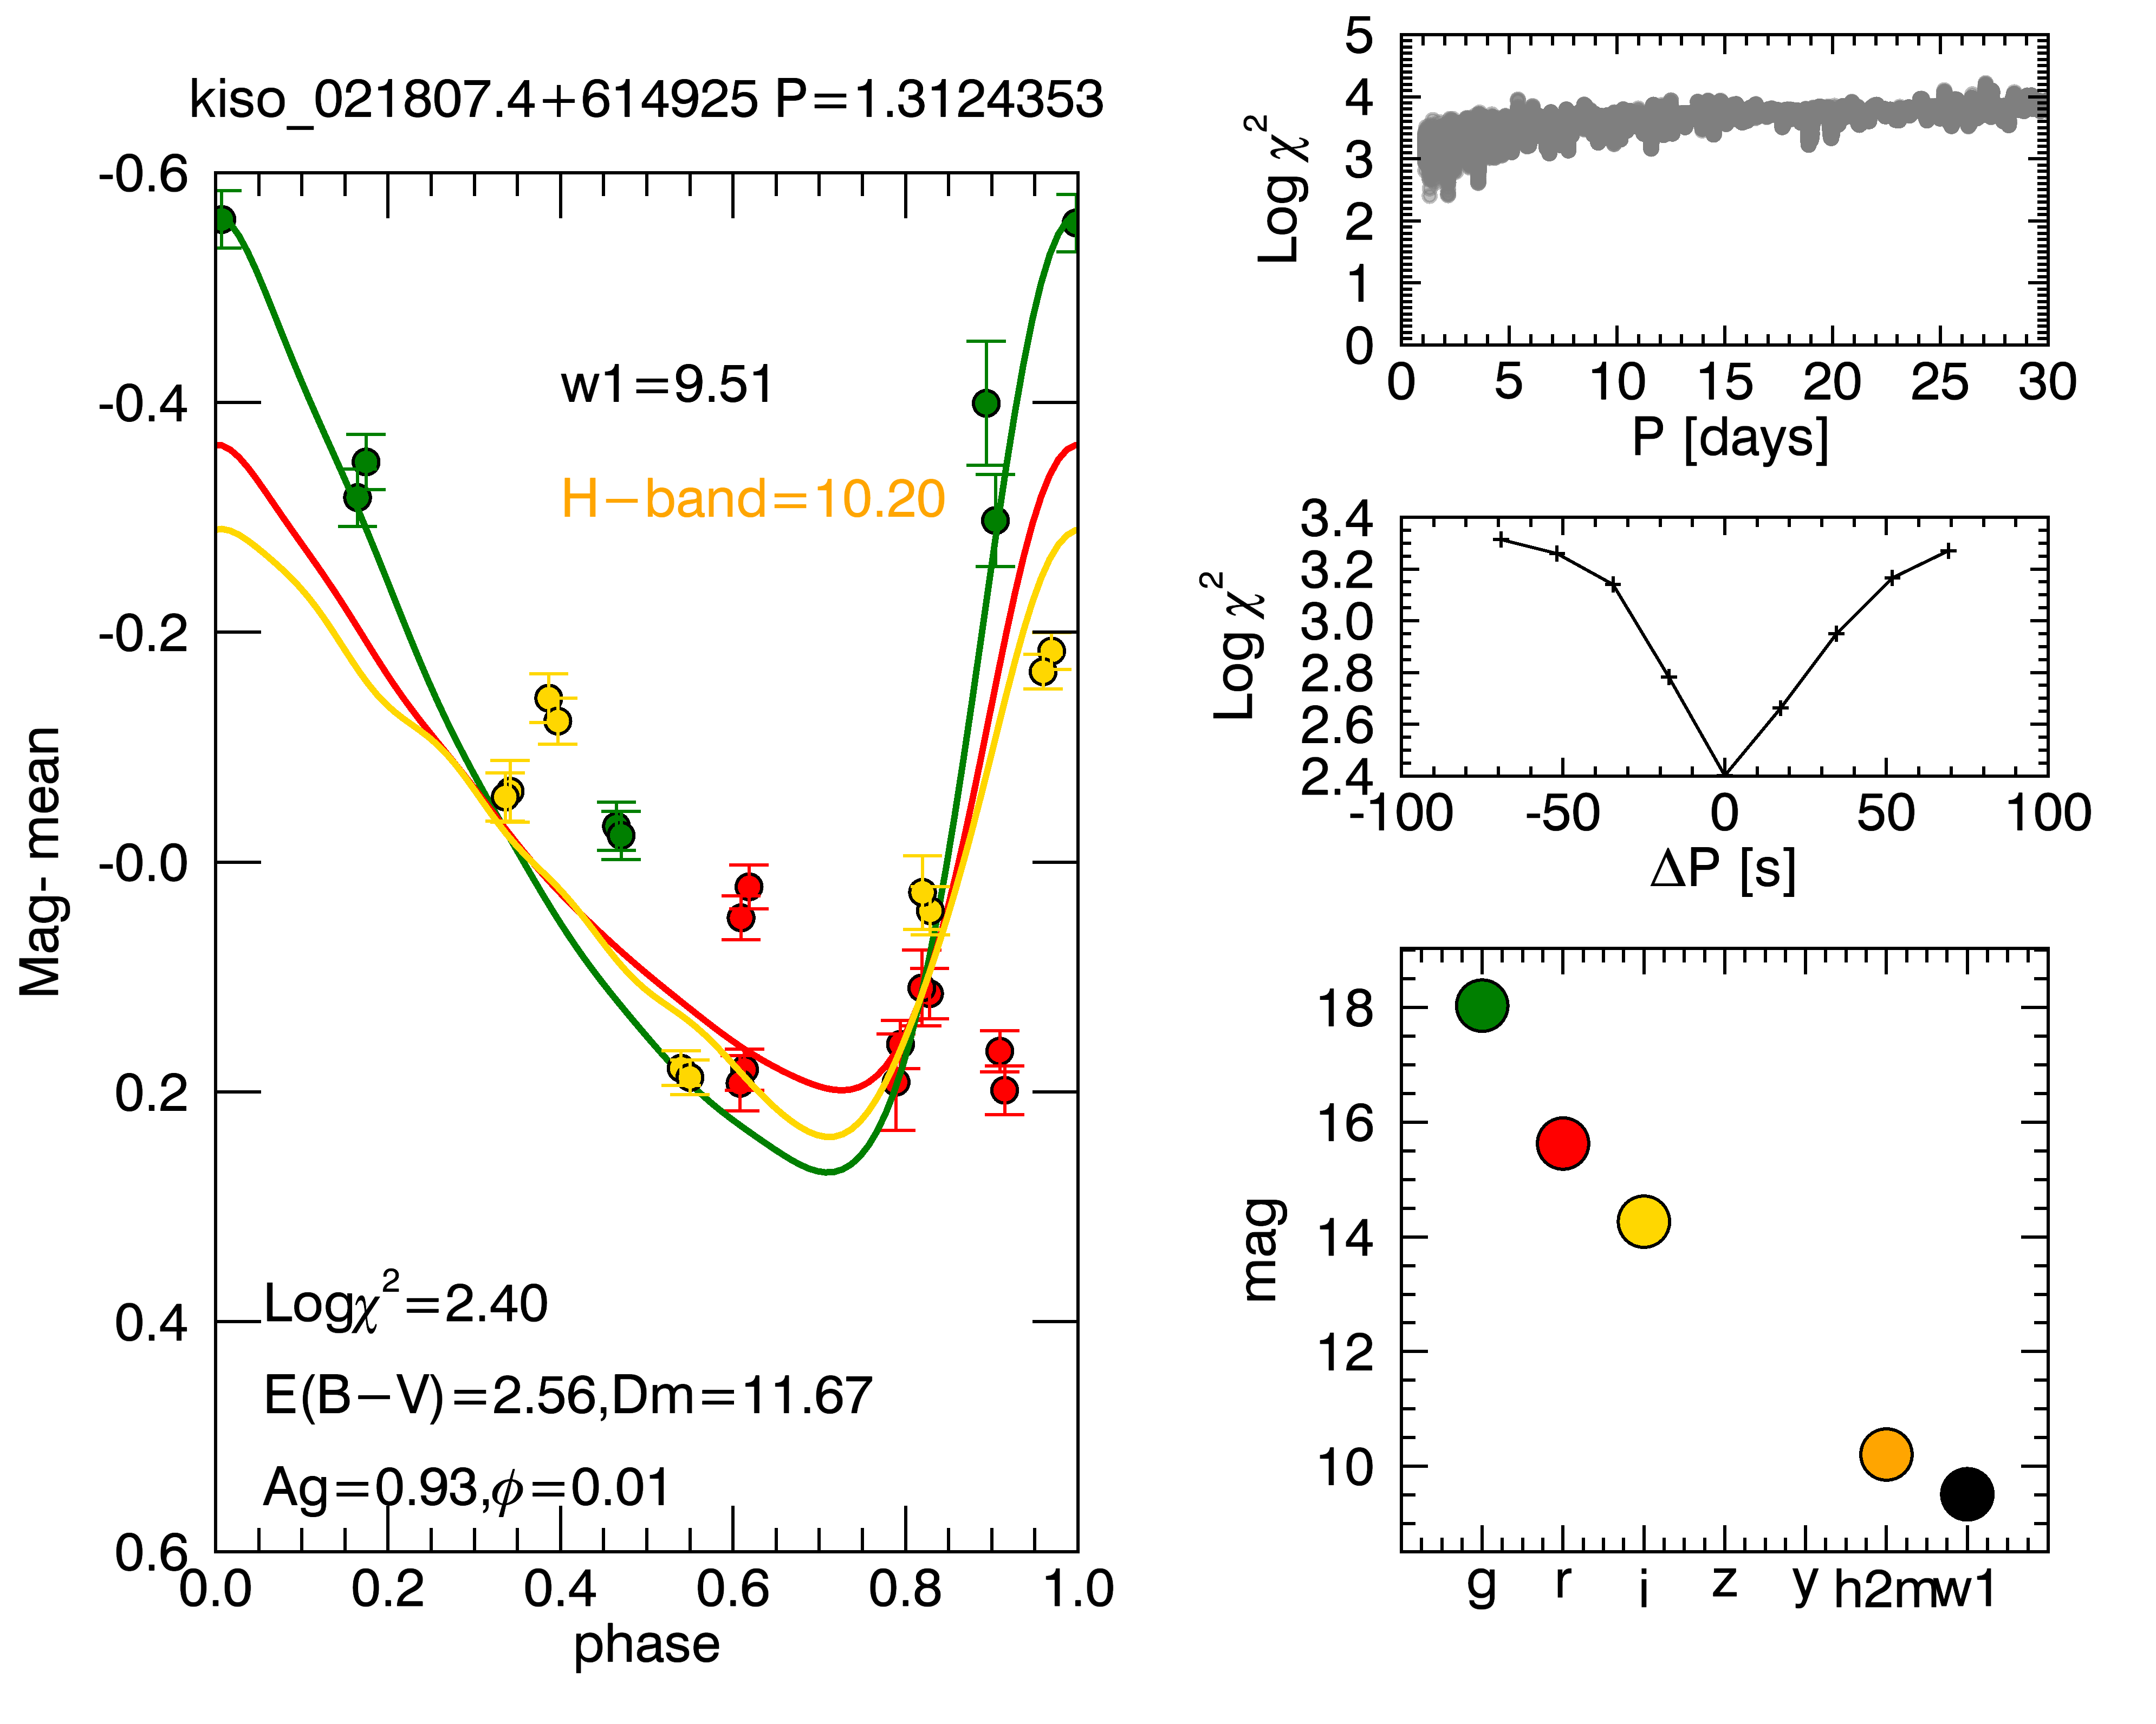 kiso_021807.4+614925 P=1.3124353
-0.6
-0.4
-0.2
-0.0
0.2
0.4
0.6
Mag- mean
w1=9.51
H−band=10.20
Logχ²=2.40
E(B−V)=2.56,Dm=11.67
Ag=0.93,ϕ=0.01
0.0 0.2 0.4 0.6 0.8 1.0
phase
5
4
3
2
1
0
Log χ²
0 5 10 15 20 25 30
P [days]
3.4
3.2
3.0
2.8
2.6
2.4
Log χ²
-100 -50 0 50 100
ΔP [s]
18
16
14
12
10
mag
g r i z y h2mw1